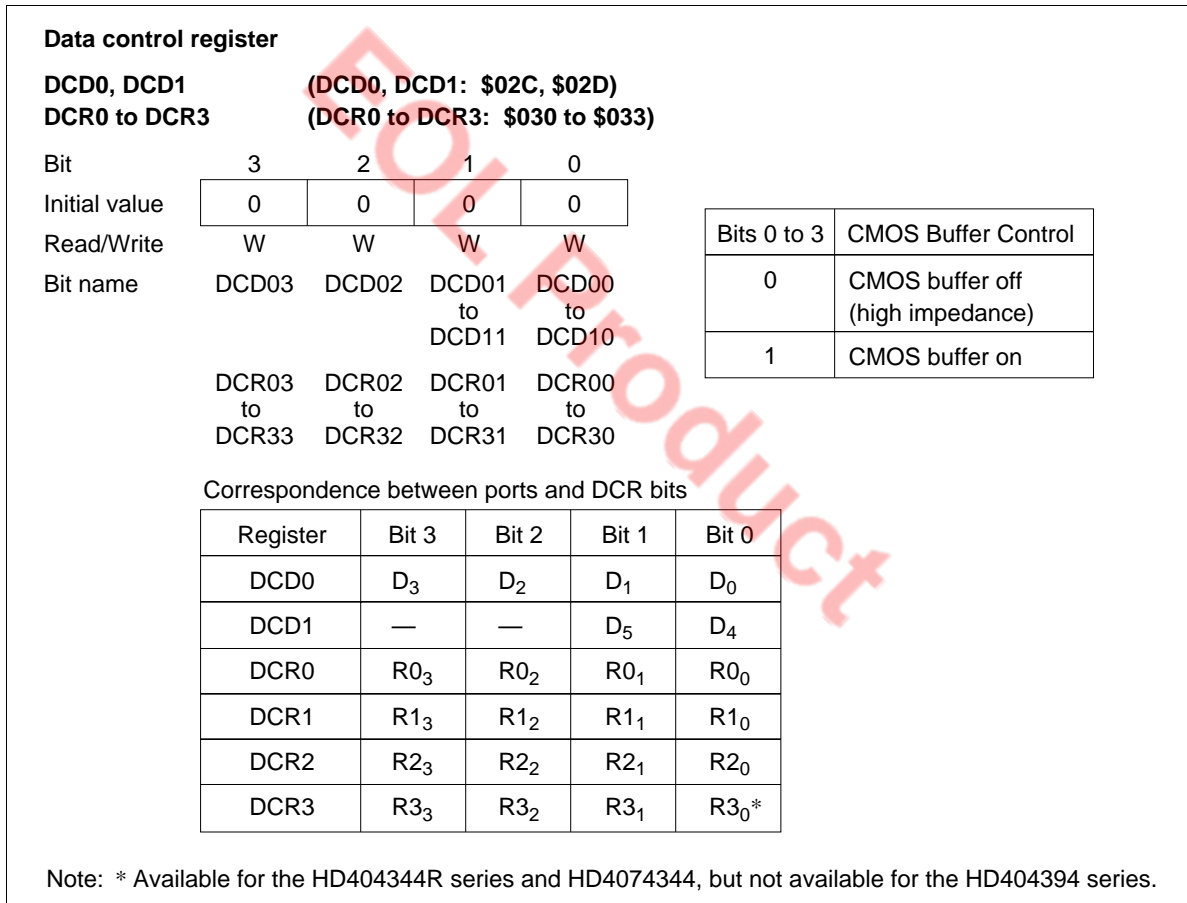 Data control register
DCD0, DCD1 (DCD0, DCD1: $02C, $02D)
DCR0 to DCR3 (DCR0 to DCR3: $030 to $033)
Bit 3 2 1 0
Initial value 0 0 0 0
Read/Write W W W W
Bit name DCD03 DCD02 DCD01 DCD00
to to
DCD11 DCD10
DCR03 DCR02 DCR01 DCR00
to to to to
DCR33 DCR32 DCR31 DCR30
Bits 0 to 3 CMOS Buffer Control
0 CMOS buffer off
(high impedance)
1 CMOS buffer on
Correspondence between ports and DCR bits
Register Bit 3 Bit 2 Bit 1 Bit 0
DCD0 D3 D2 D1 D0
DCD1 — — D5 D4
DCR0 R03 R02 R01 R00
DCR1 R13 R12 R11 R10
DCR2 R23 R22 R21 R20
DCR3 R33 R32 R31 R30*
Note: * Available for the HD404344R series and HD4074344, but not available for the HD404394 series.
EOL Product